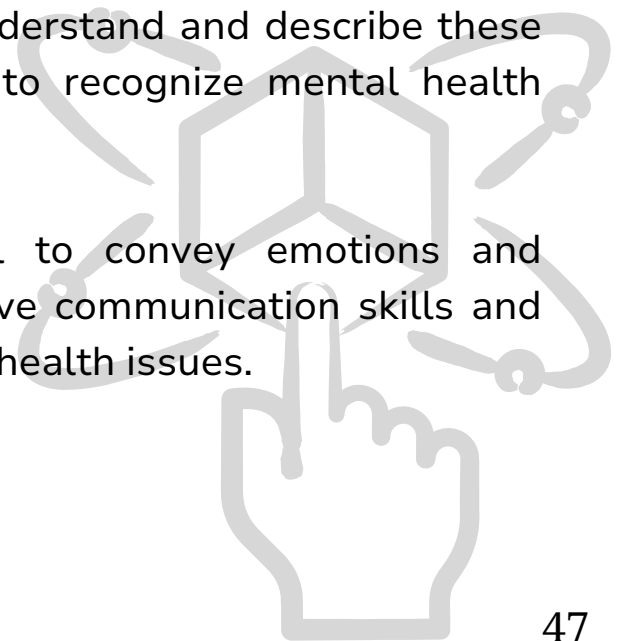 derstand and describe these
to recognize mental health
to convey emotions and
ve communication skills and
health issues.
47